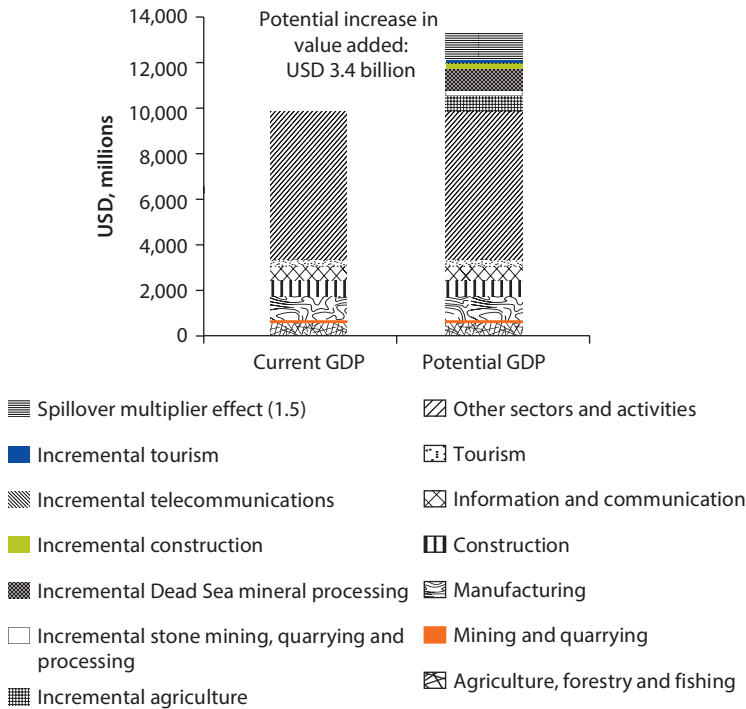 Potential increase in
value added:
USD 3.4 billion
USD, millions
14,000
12,000
10,000
8,000
6,000
4,000
2,000
0
Current GDP
Potential GDP
Spillover multiplier effect (1.5)
Incremental tourism
Incremental telecommunications
Incremental construction
Incremental Dead Sea mineral processing
Incremental stone mining, quarrying and
processing
Incremental agriculture
Other sectors and activities
Tourism
Information and communication
Construction
Manufacturing
Mining and quarrying
Agriculture, forestry and fishing